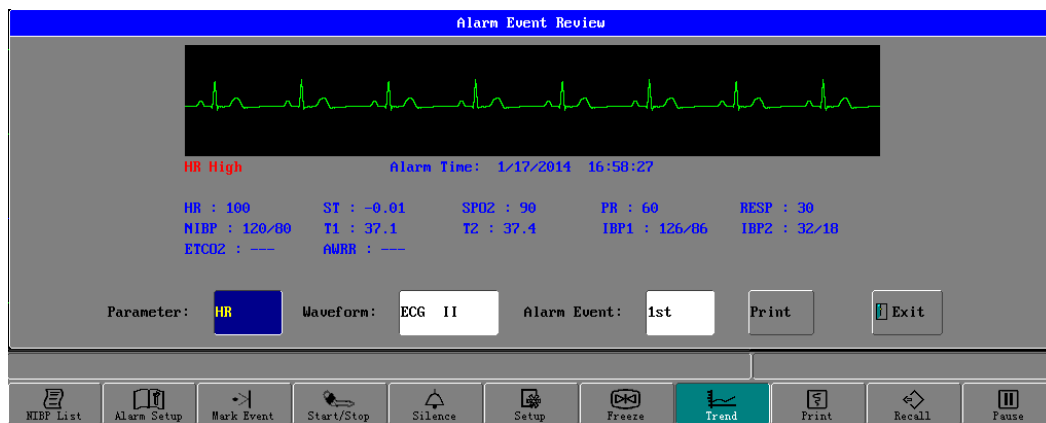 Alarm Event Review
HR High Alarm Time: 1/17/2014 16:58:27
HR : 100 ST : -0.01 SPO2 : 90 PR : 60 RESP : 30
NIBP : 120/80 T1 : 37.1 T2 : 37.4 IBP1 : 126/86 IBP2 : 32/18
ETCO2 : --- AWRR : ---
Parameter: HR Waveform: ECG II Alarm Event: 1st Print Exit
NIBP List Alarm Setup Mark Event Start/Stop Silence Setup Freeze Trend Print Recall Pause